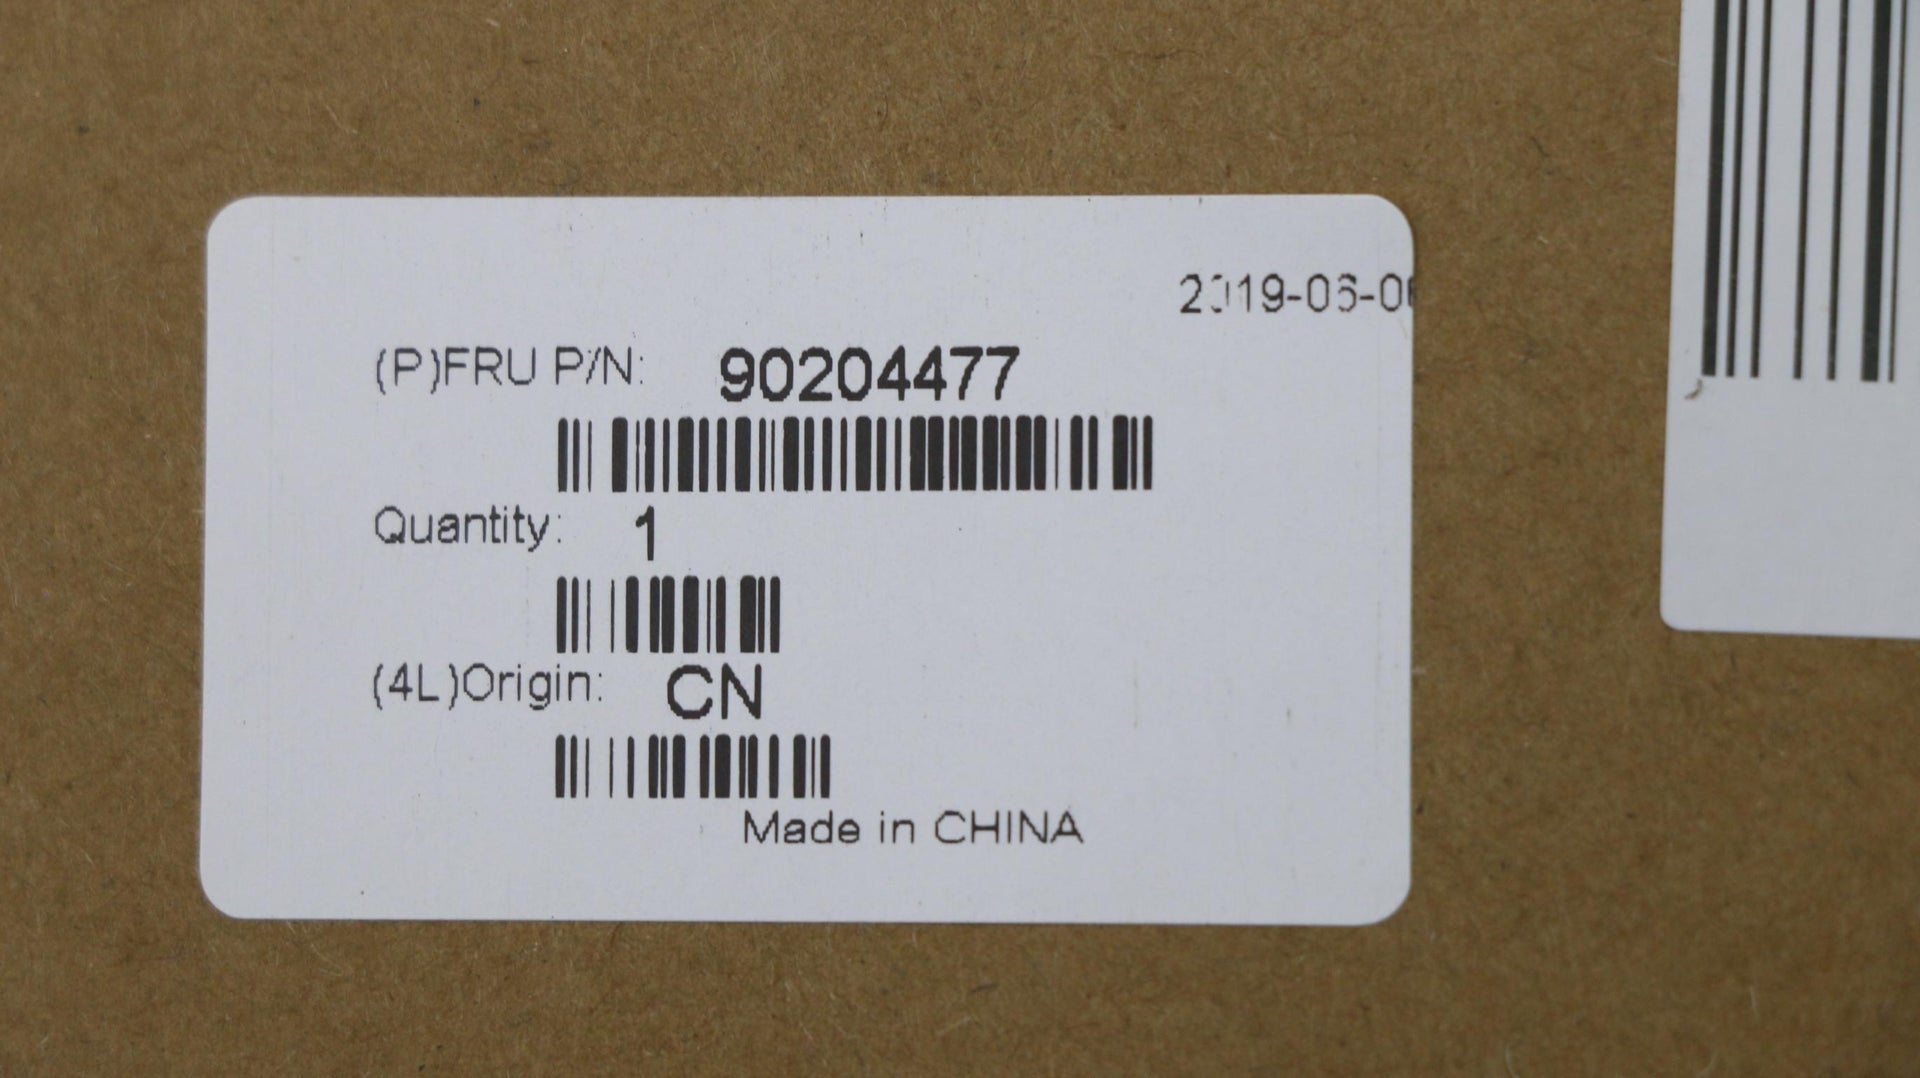 2019-06-0
(P)FRU P/N: 90204477
Quantity: 1
(4L)Origin: CN
Made in CHINA